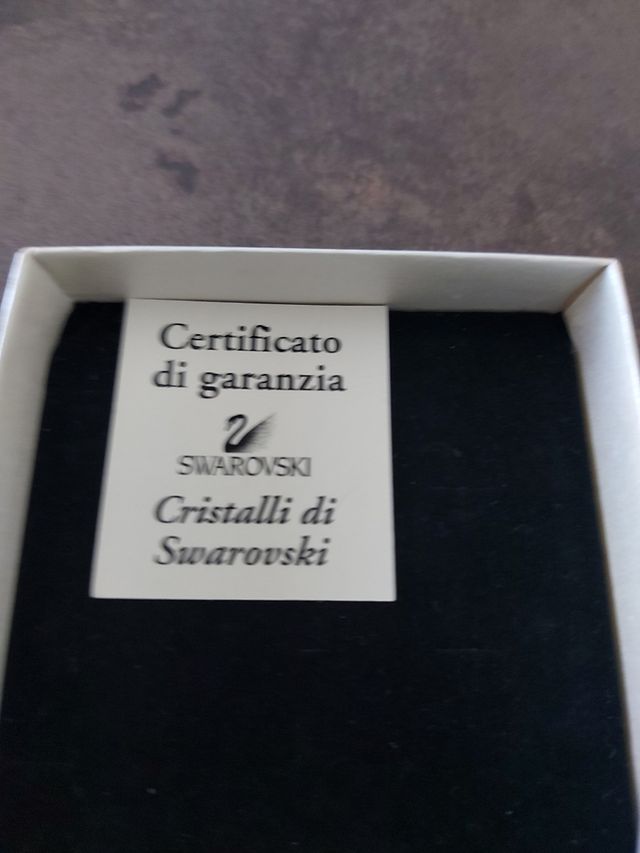 Certificato
di garanzia
SWAROVSKI
Cristalli di
Swarovski